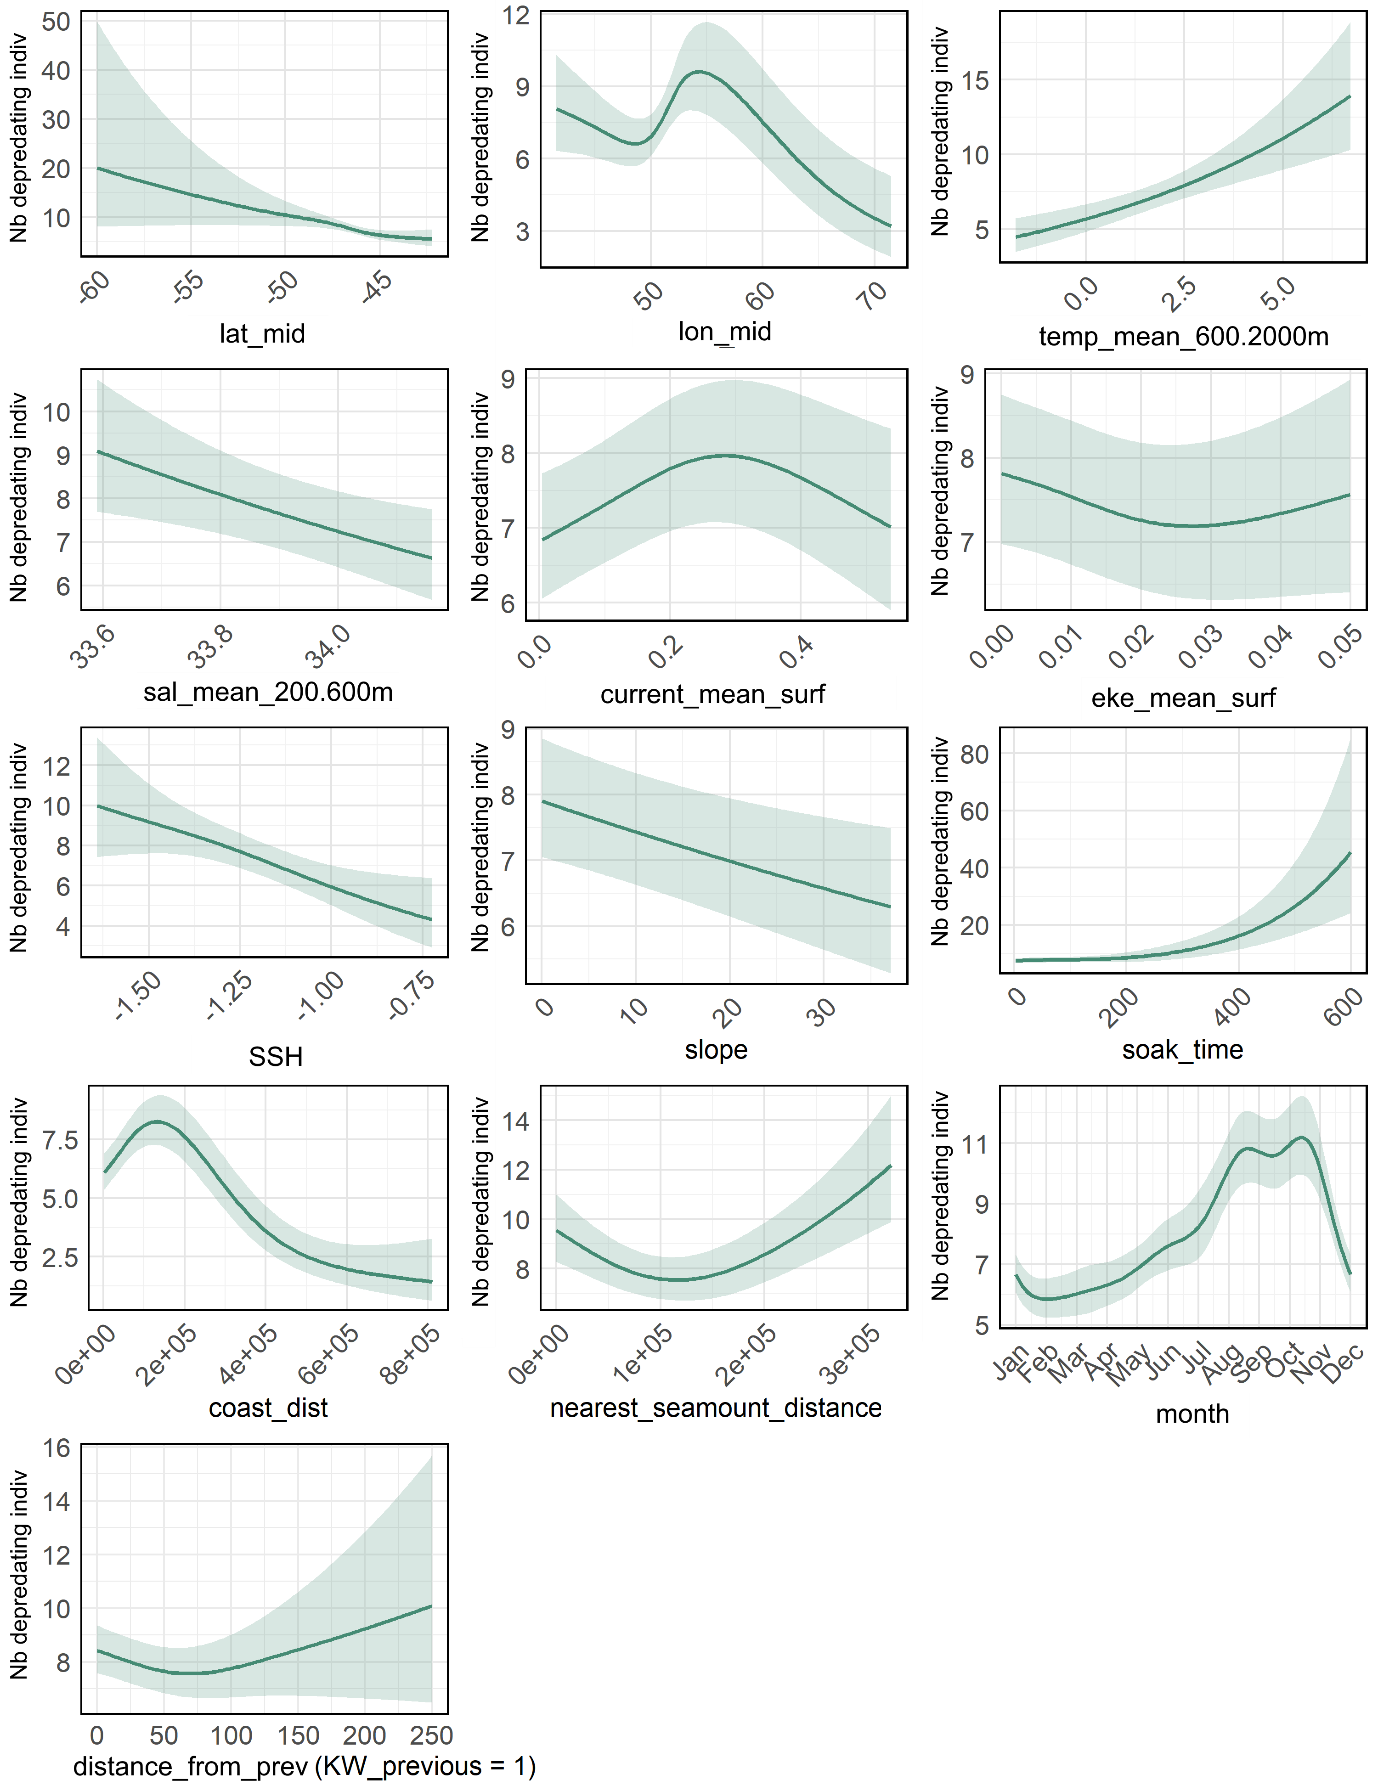 Nb depredating indiv
50
40
30
20
10
-60
-55
-50
-45
lat_mid
Nb depredating indiv
12
9
6
3
50
60
70
lon_mid
Nb depredating indiv
15
10
5
0.0
2.5
5.0
temp_mean_600.2000m
Nb depredating indiv
10
9
8
7
6
33.6
33.8
34.0
sal_mean_200.600m
Nb depredating indiv
9
8
7
6
0.0
0.2
0.4
current_mean_surf
Nb depredating indiv
9
8
7
0.00
0.01
0.02
0.03
0.04
0.05
eke_mean_surf
Nb depredating indiv
12
10
8
6
4
-1.50
-1.25
-1.00
-0.75
SSH
Nb depredating indiv
9
8
7
6
0
10
20
30
slope
Nb depredating indiv
80
60
40
20
0
200
400
600
soak_time
Nb depredating indiv
7.5
5.0
2.5
0e+00
2e+05
4e+05
6e+05
8e+05
coast_dist
Nb depredating indiv
14
12
10
8
0e+00
1e+05
2e+05
3e+05
nearest_seamount_distance
Nb depredating indiv
11
9
7
5
Jan
Feb
Mar
Apr
May
Jun
Jul
Aug
Sep
Oct
Nov
Dec
month
Nb depredating indiv
16
14
12
10
8
0 50 100 150 200 250
distance_from_prev (KW_previous = 1)